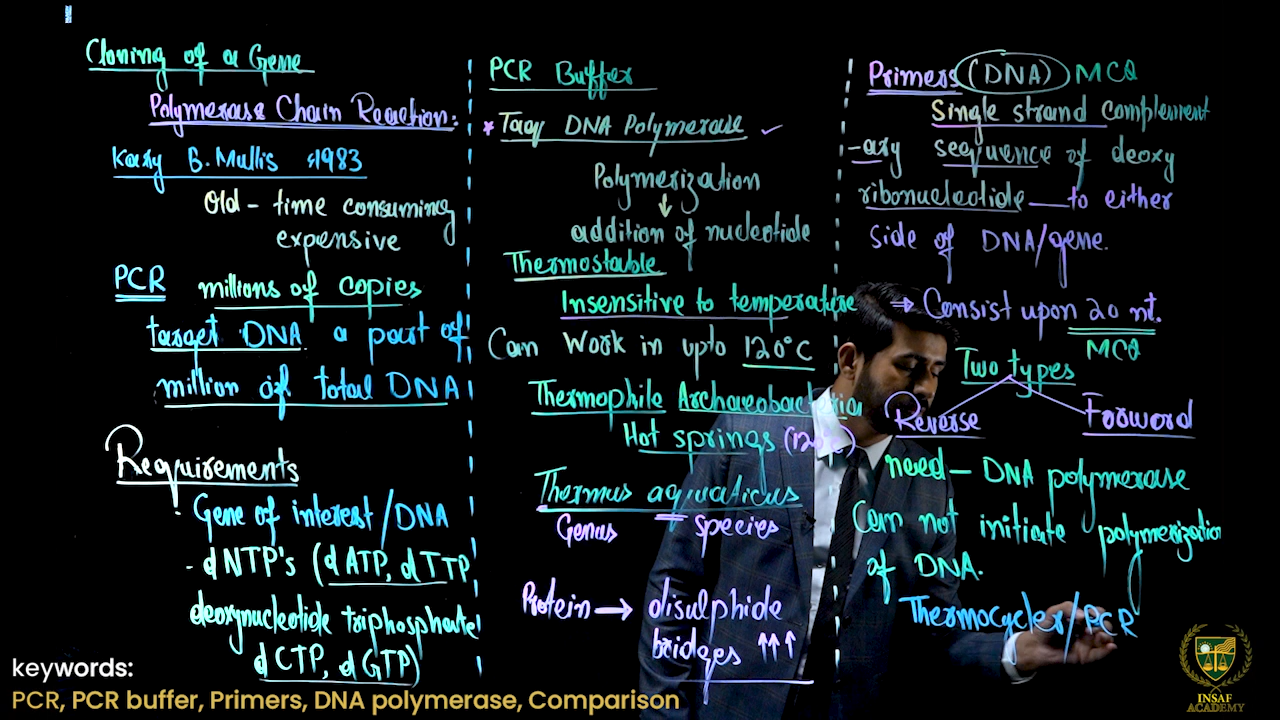 Cloning of a Gene
Polymerase Chain Reaction:
Kary B. Mullis 1983
Old - time consuming
expensive
PCR millions of copies
target DNA a part of
million of total DNA
Requirements
· Gene of interest/DNA
- dNTP's (dATP, dTTP,
deoxynucleotide triphosphate
dCTP, dGTP)
PCR Buffer
* Taq DNA Polymerase ✓
Polymerization
↓
addition of nucleotide
Thermostable
Insensitive to temperature
Can Work in upto 120°C
Thermophile Archaeobacteria
Hot springs (120°)
Thermus aquaticus
Genus species
Protein → disulphide
bridges ↑↑↑
Primers (DNA) MCQ
Single strand complement
-ary sequence of deoxy
ribonucleotide __ to either
side of DNA/gene.
⇒ Consist upon 20 nt.
MCQ
Two types
Reverse Forword
need - DNA polymerase
Can not initiate polymerization
of DNA.
Thermocycler/PCR
keywords:
PCR, PCR buffer, Primers, DNA polymerase, Comparison
INSAF
ACADEMY